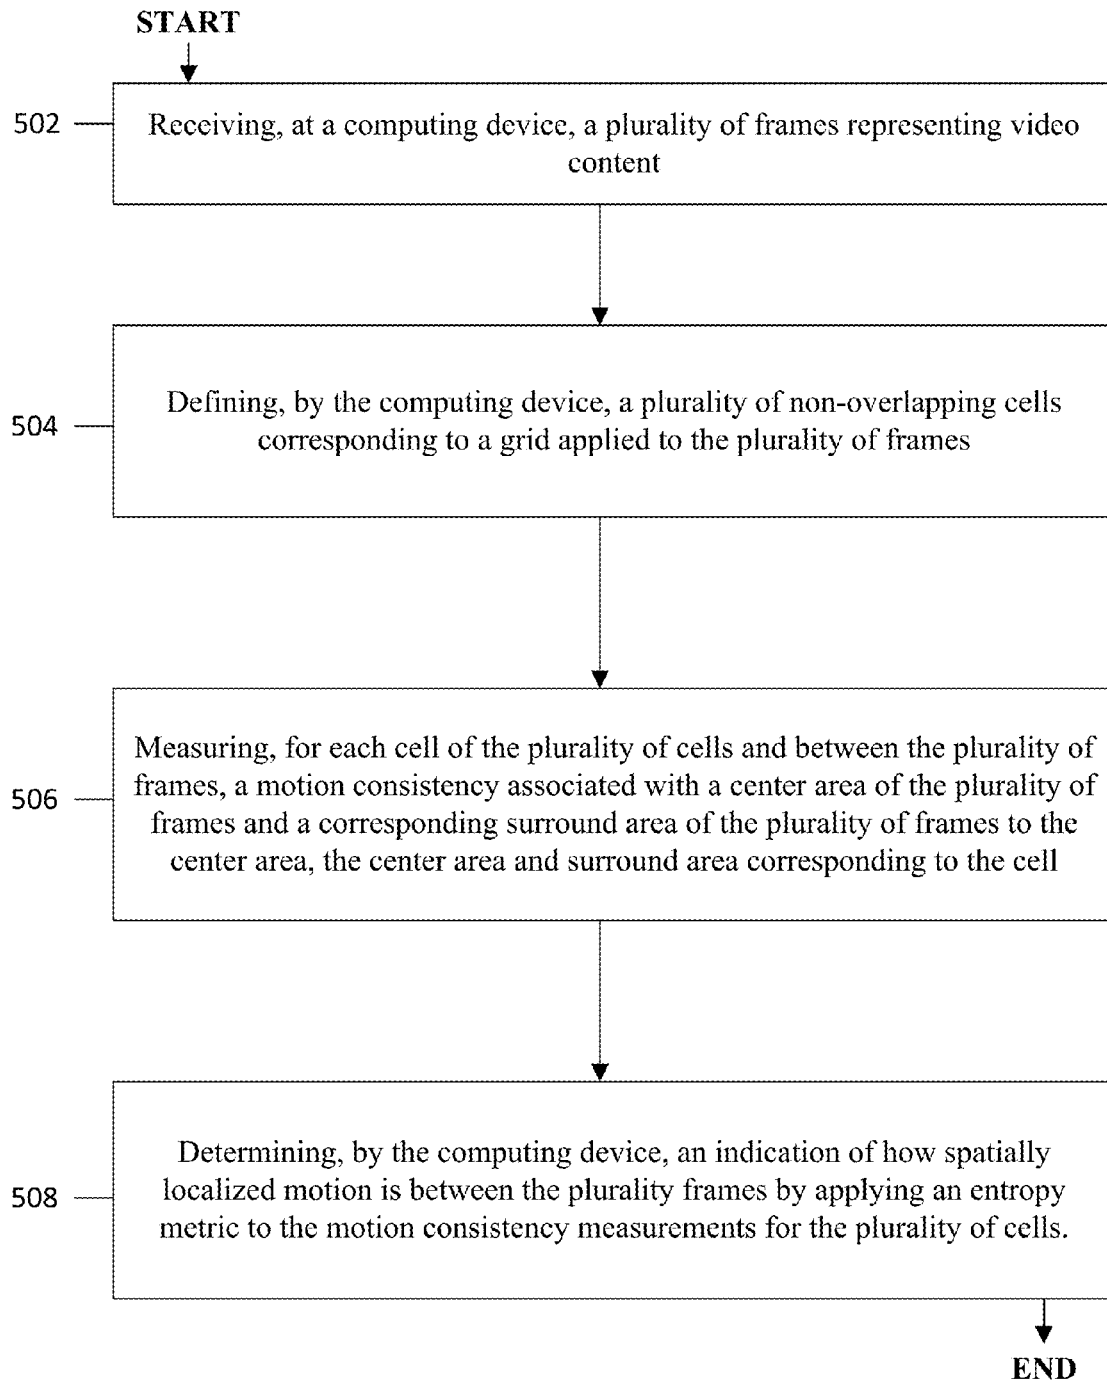 START
502
Receiving, at a computing device, a plurality of frames representing video
content
504
Defining, by the computing device, a plurality of non-overlapping cells
corresponding to a grid applied to the plurality of frames
506
Measuring, for each cell of the plurality of cells and between the plurality of
frames, a motion consistency associated with a center area of the plurality of
frames and a corresponding surround area of the plurality of frames to the
center area, the center area and surround area corresponding to the cell
508
Determining, by the computing device, an indication of how spatially
localized motion is between the plurality frames by applying an entropy
metric to the motion consistency measurements for the plurality of cells.
END